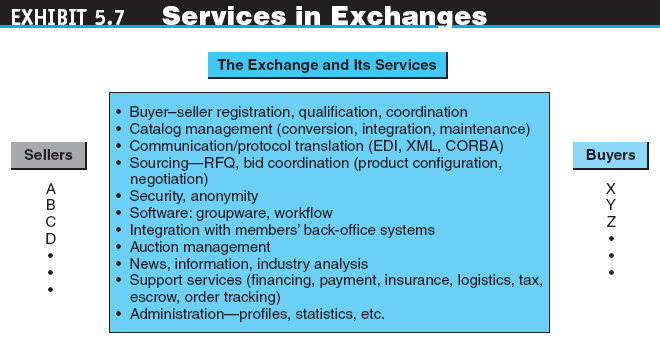 EXHIBIT 5.7 Services in Exchanges
The Exchange and Its Services
Sellers
A
B
C
D
•
•
•
• Buyer–seller registration, qualification, coordination
• Catalog management (conversion, integration, maintenance)
• Communication/protocol translation (EDI, XML, CORBA)
• Sourcing—RFQ, bid coordination (product configuration,
negotiation)
• Security, anonymity
• Software: groupware, workflow
• Integration with members' back-office systems
• Auction management
• News, information, industry analysis
• Support services (financing, payment, insurance, logistics, tax,
escrow, order tracking)
• Administration—profiles, statistics, etc.
Buyers
X
Y
Z
•
•
•